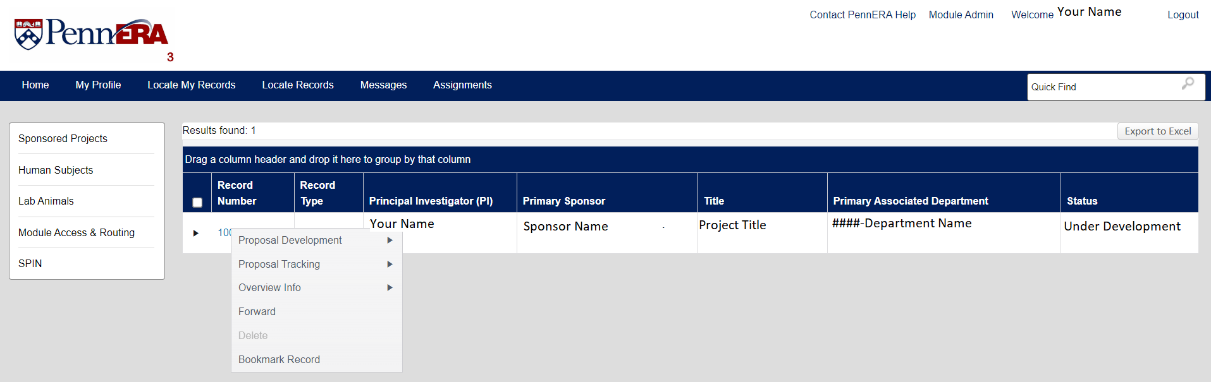 Contact PennERA Help Module Admin Welcome Your Name Logout
PennERA
3
Home My Profile Locate My Records Locate Records Messages Assignments Quick Find
Sponsored Projects
Human Subjects
Lab Animals
Module Access & Routing
SPIN
Results found: 1 Export to Excel
Drag a column header and drop it here to group by that column
Record Number Record Type Principal Investigator (PI) Primary Sponsor Title Primary Associated Department Status
Your Name Sponsor Name Project Title ####-Department Name Under Development
Proposal Development
Proposal Tracking
Overview Info
Forward
Delete
Bookmark Record